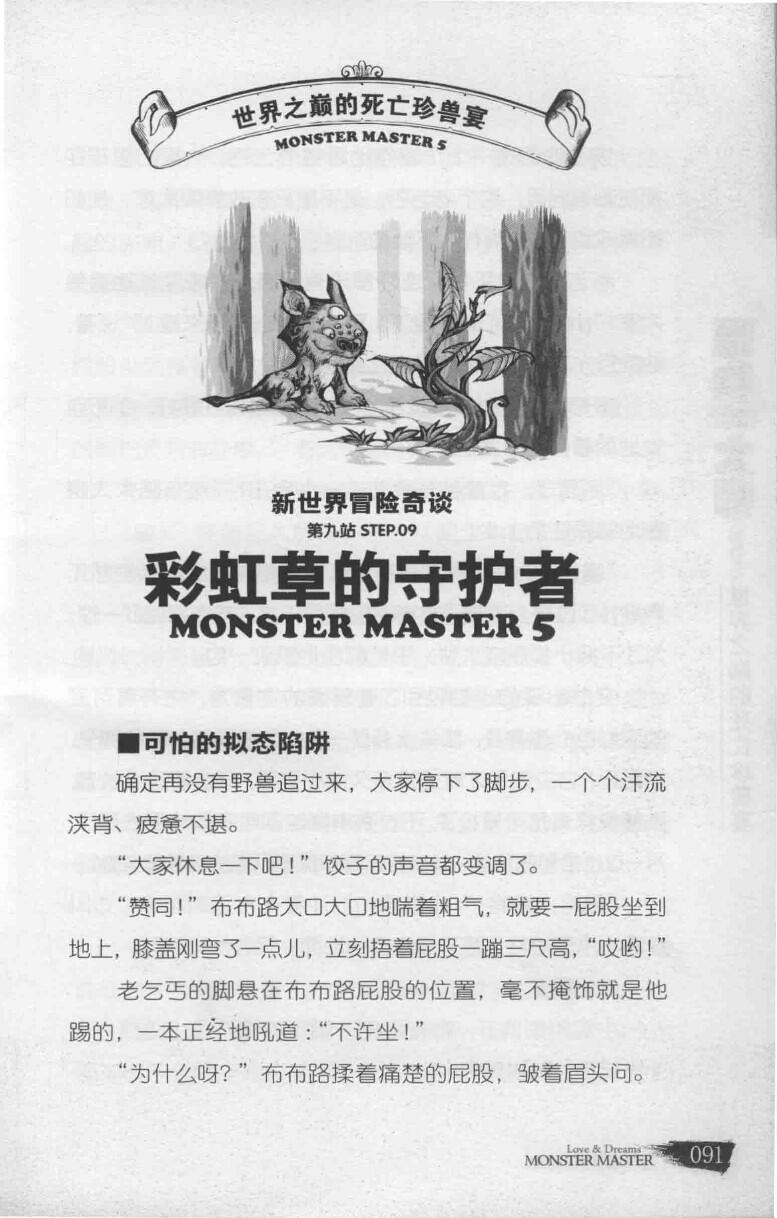 世界之巅的死亡珍兽宴
MONSTER MASTER 5
新世界冒险奇谈
第九站 STEP.09
彩虹草的守护者
MONSTER MASTER 5
■可怕的拟态陷阱
确定再没有野兽追过来，大家停下了脚步，一个个汗流
浃背、疲惫不堪。
“大家休息一下吧！”饺子的声音都变调了。
“赞同！”布布路大口大口地喘着粗气，就要一屁股坐到
地上，膝盖刚弯了一点儿，立刻捂着屁股一蹦三尺高，“哎哟！”
老乞丐的脚悬在布布路屁股的位置，毫不掩饰就是他
踢的，一本正经地吼道：“不许坐！”
“为什么呀？”布布路揉着痛楚的屁股，皱着眉头问。
Love & Dreams
MONSTER MASTER 091